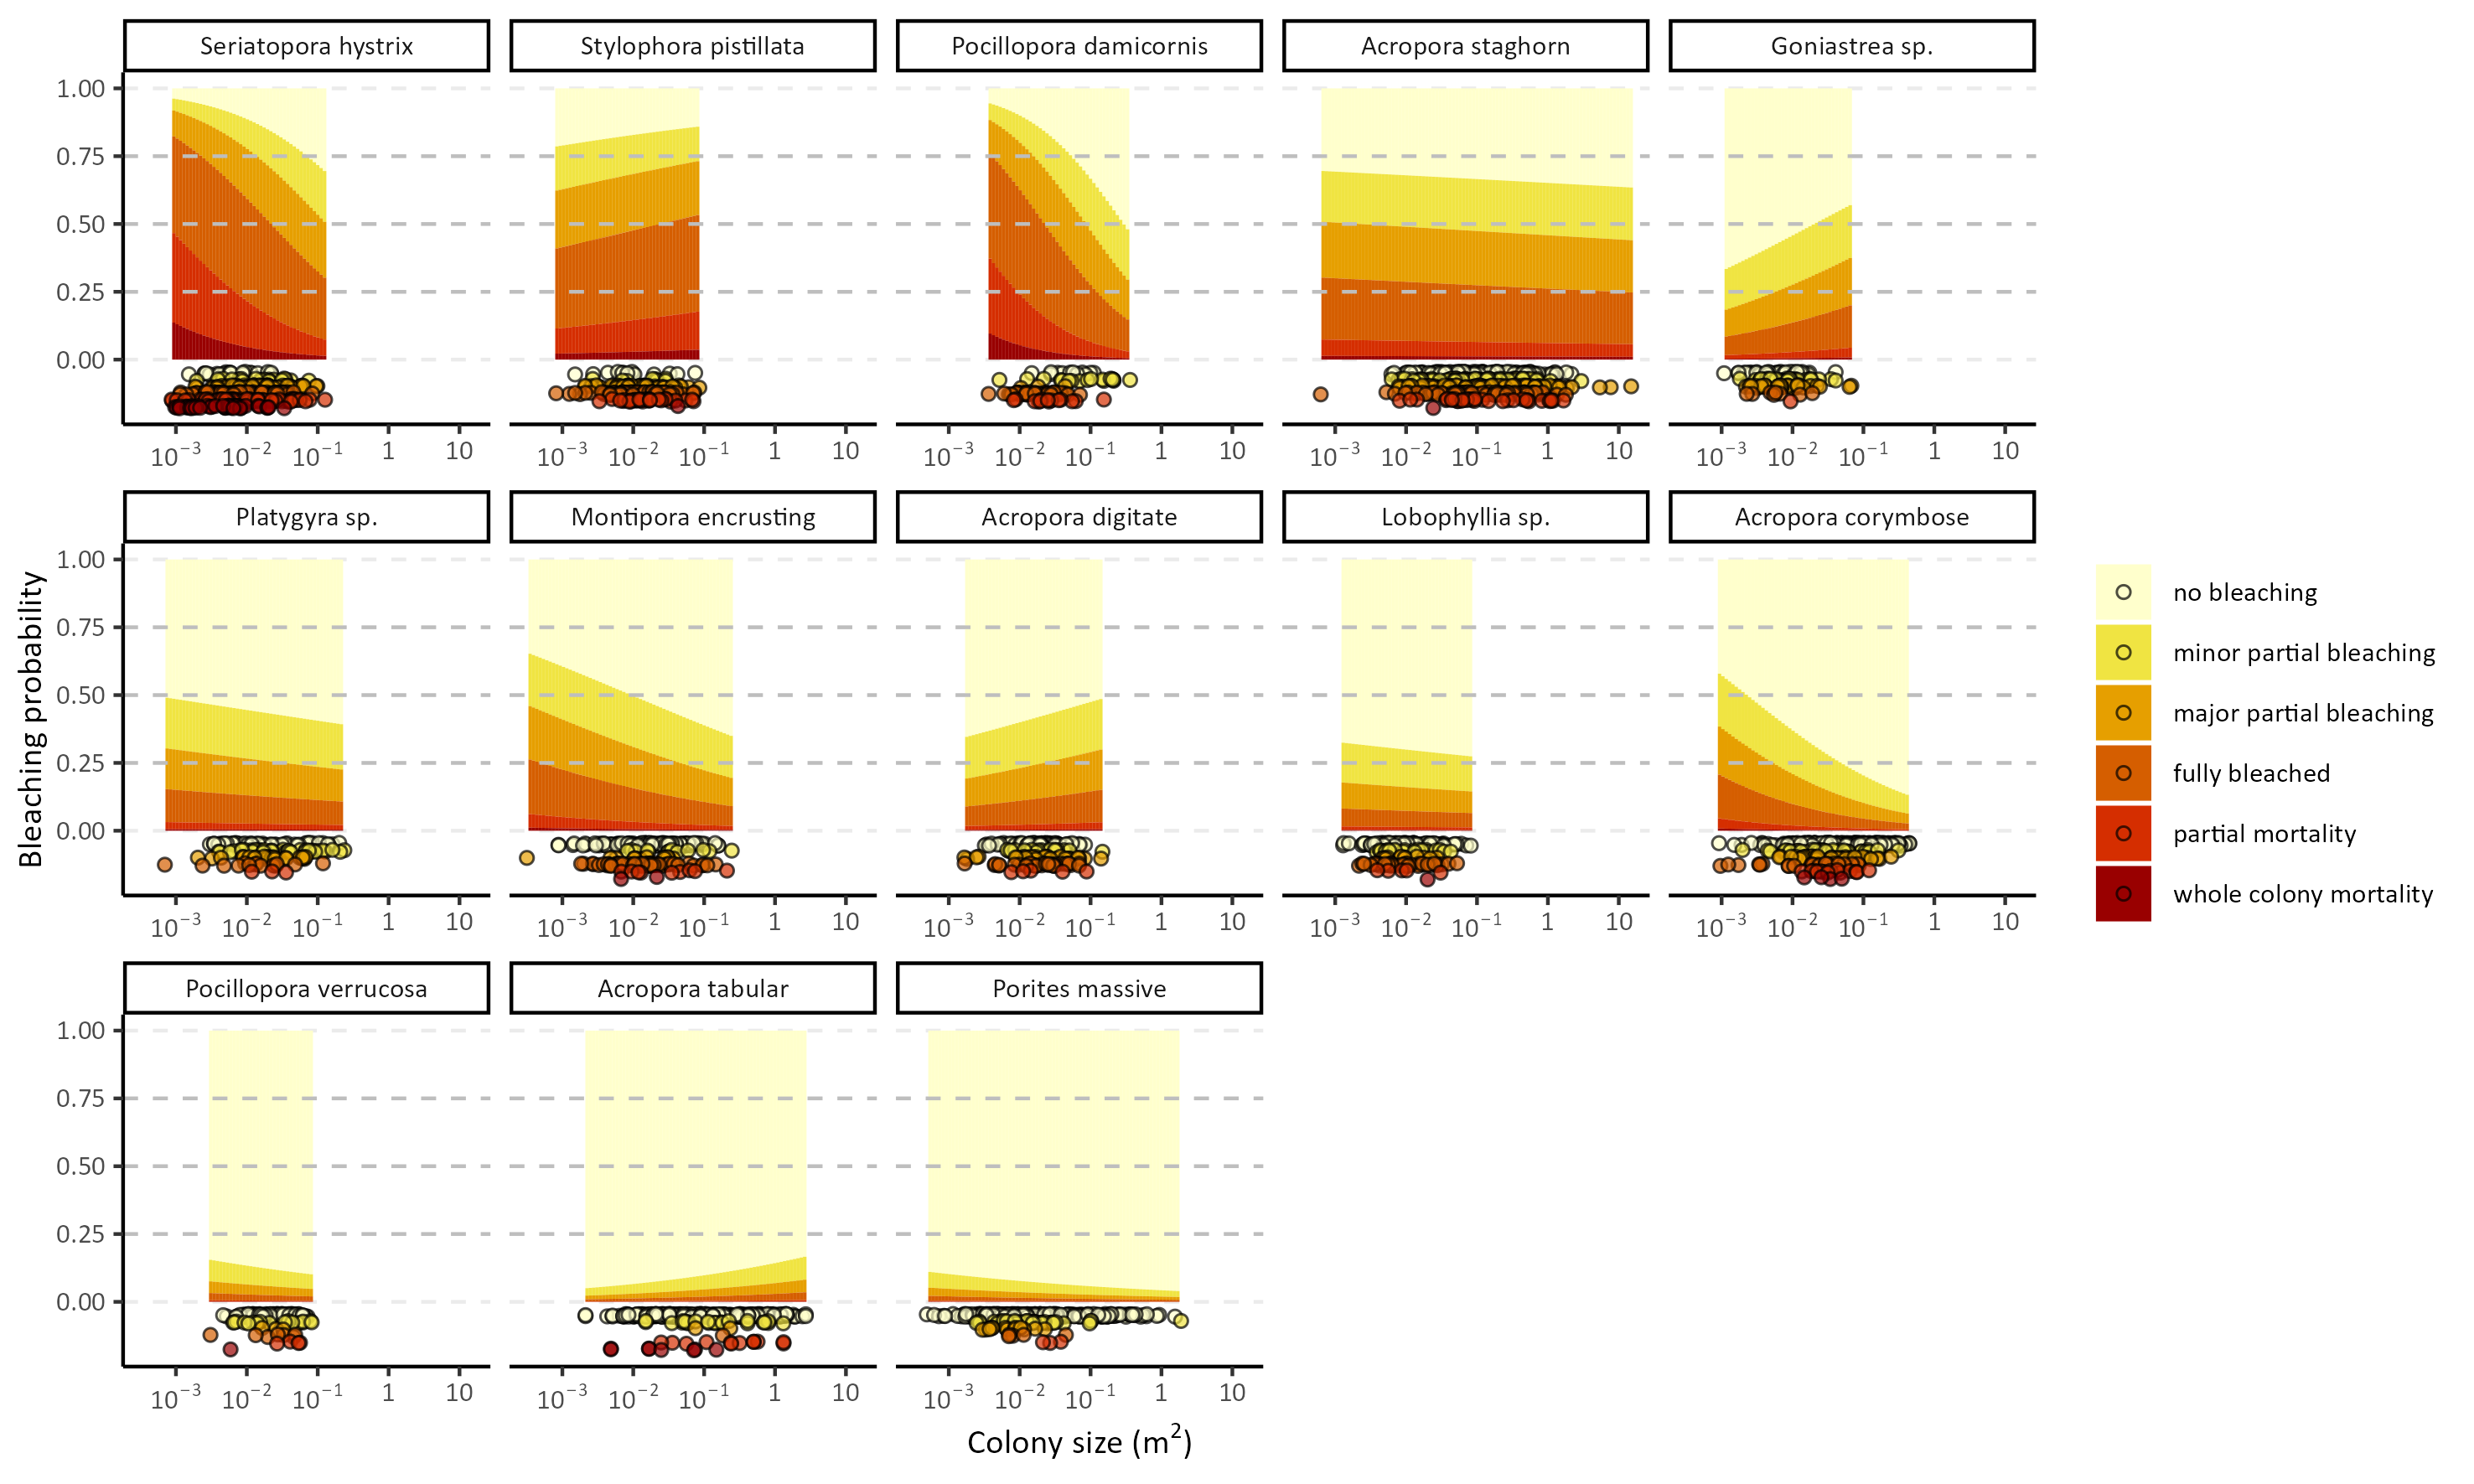 Seriatopora hystrix
Stylophora pistillata
Pocillopora damicornis
Acropora staghorn
Goniastrea sp.
1.00
0.75
0.50
0.25
0.00
10⁻³ 10⁻² 10⁻¹ 1 10
10⁻³ 10⁻² 10⁻¹ 1 10
10⁻³ 10⁻² 10⁻¹ 1 10
10⁻³ 10⁻² 10⁻¹ 1 10
10⁻³ 10⁻² 10⁻¹ 1 10
Platygyra sp.
Montipora encrusting
Acropora digitate
Lobophyllia sp.
Acropora corymbose
Bleaching probability
1.00
0.75
0.50
0.25
0.00
10⁻³ 10⁻² 10⁻¹ 1 10
10⁻³ 10⁻² 10⁻¹ 1 10
10⁻³ 10⁻² 10⁻¹ 1 10
10⁻³ 10⁻² 10⁻¹ 1 10
10⁻³ 10⁻² 10⁻¹ 1 10
no bleaching
minor partial bleaching
major partial bleaching
fully bleached
partial mortality
whole colony mortality
Pocillopora verrucosa
Acropora tabular
Porites massive
1.00
0.75
0.50
0.25
0.00
10⁻³ 10⁻² 10⁻¹ 1 10
10⁻³ 10⁻² 10⁻¹ 1 10
10⁻³ 10⁻² 10⁻¹ 1 10
Colony size (m²)